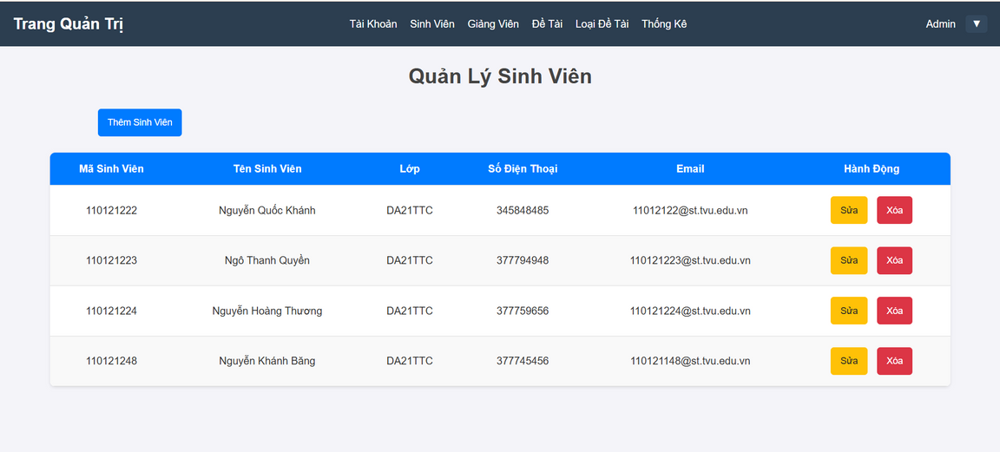 Trang Quản Trị Tài Khoản Sinh Viên Giảng Viên Đề Tài Loại Đề Tài Thống Kê Admin ▼
Quản Lý Sinh Viên
Thêm Sinh Viên
Mã Sinh Viên Tên Sinh Viên Lớp Số Điện Thoại Email Hành Động
110121222 Nguyễn Quốc Khánh DA21TTC 345848485 11012122@st.tvu.edu.vn Sửa Xóa
110121223 Ngô Thanh Quyền DA21TTC 377794948 110121223@st.tvu.edu.vn Sửa Xóa
110121224 Nguyễn Hoàng Thương DA21TTC 377759656 110121224@st.tvu.edu.vn Sửa Xóa
110121248 Nguyễn Khánh Băng DA21TTC 377745456 110121148@st.tvu.edu.vn Sửa Xóa